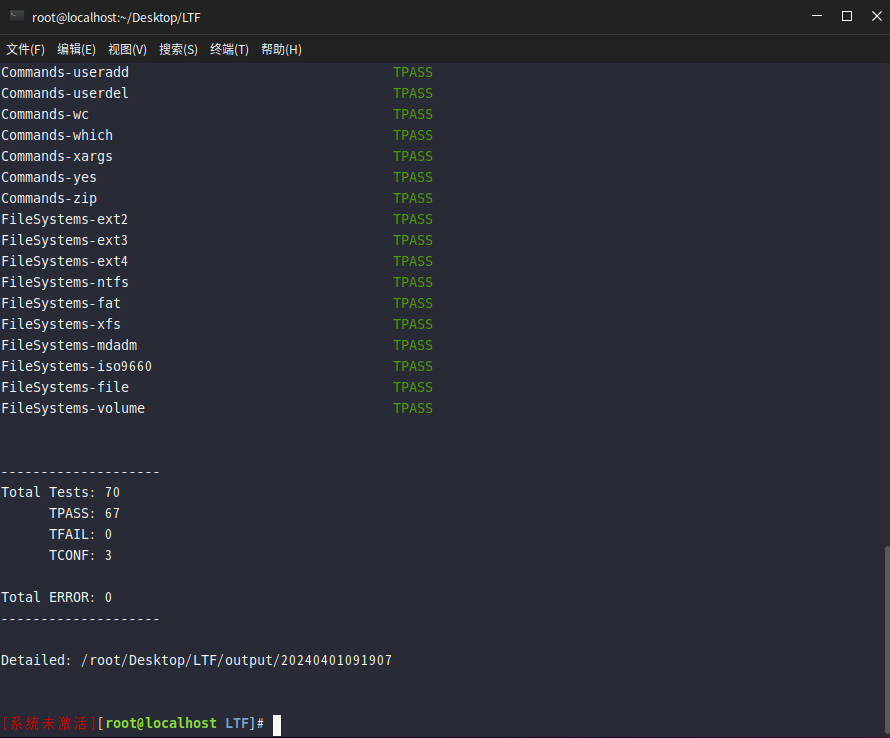 root@localhost:~/Desktop/LTF
文件(F) 编辑(E) 视图(V) 搜索(S) 终端(T) 帮助(H)
Commands-useradd TPASS
Commands-userdel TPASS
Commands-wc TPASS
Commands-which TPASS
Commands-xargs TPASS
Commands-yes TPASS
Commands-zip TPASS
FileSystems-ext2 TPASS
FileSystems-ext3 TPASS
FileSystems-ext4 TPASS
FileSystems-ntfs TPASS
FileSystems-fat TPASS
FileSystems-xfs TPASS
FileSystems-mdadm TPASS
FileSystems-iso9660 TPASS
FileSystems-file TPASS
FileSystems-volume TPASS
--------------------
Total Tests: 70
TPASS: 67
TFAIL: 0
TCONF: 3
Total ERROR: 0
--------------------
Detailed: /root/Desktop/LTF/output/20240401091907
[系统未激活][root@localhost LTF]#